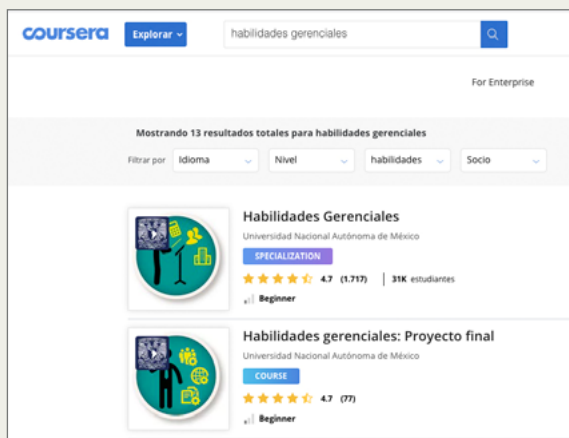 coursera Explorar habilidades gerenciales
For Enterprise
Mostrando 13 resultados totales para habilidades gerenciales
Filtrar por Idioma Nivel habilidades Socio
Habilidades Gerenciales
Universidad Nacional Autónoma de México
SPECIALIZATION
4.7 (1.717) 31K estudiantes
Beginner
Habilidades gerenciales: Proyecto final
Universidad Nacional Autónoma de México
COURSE
4.7 (77)
Beginner